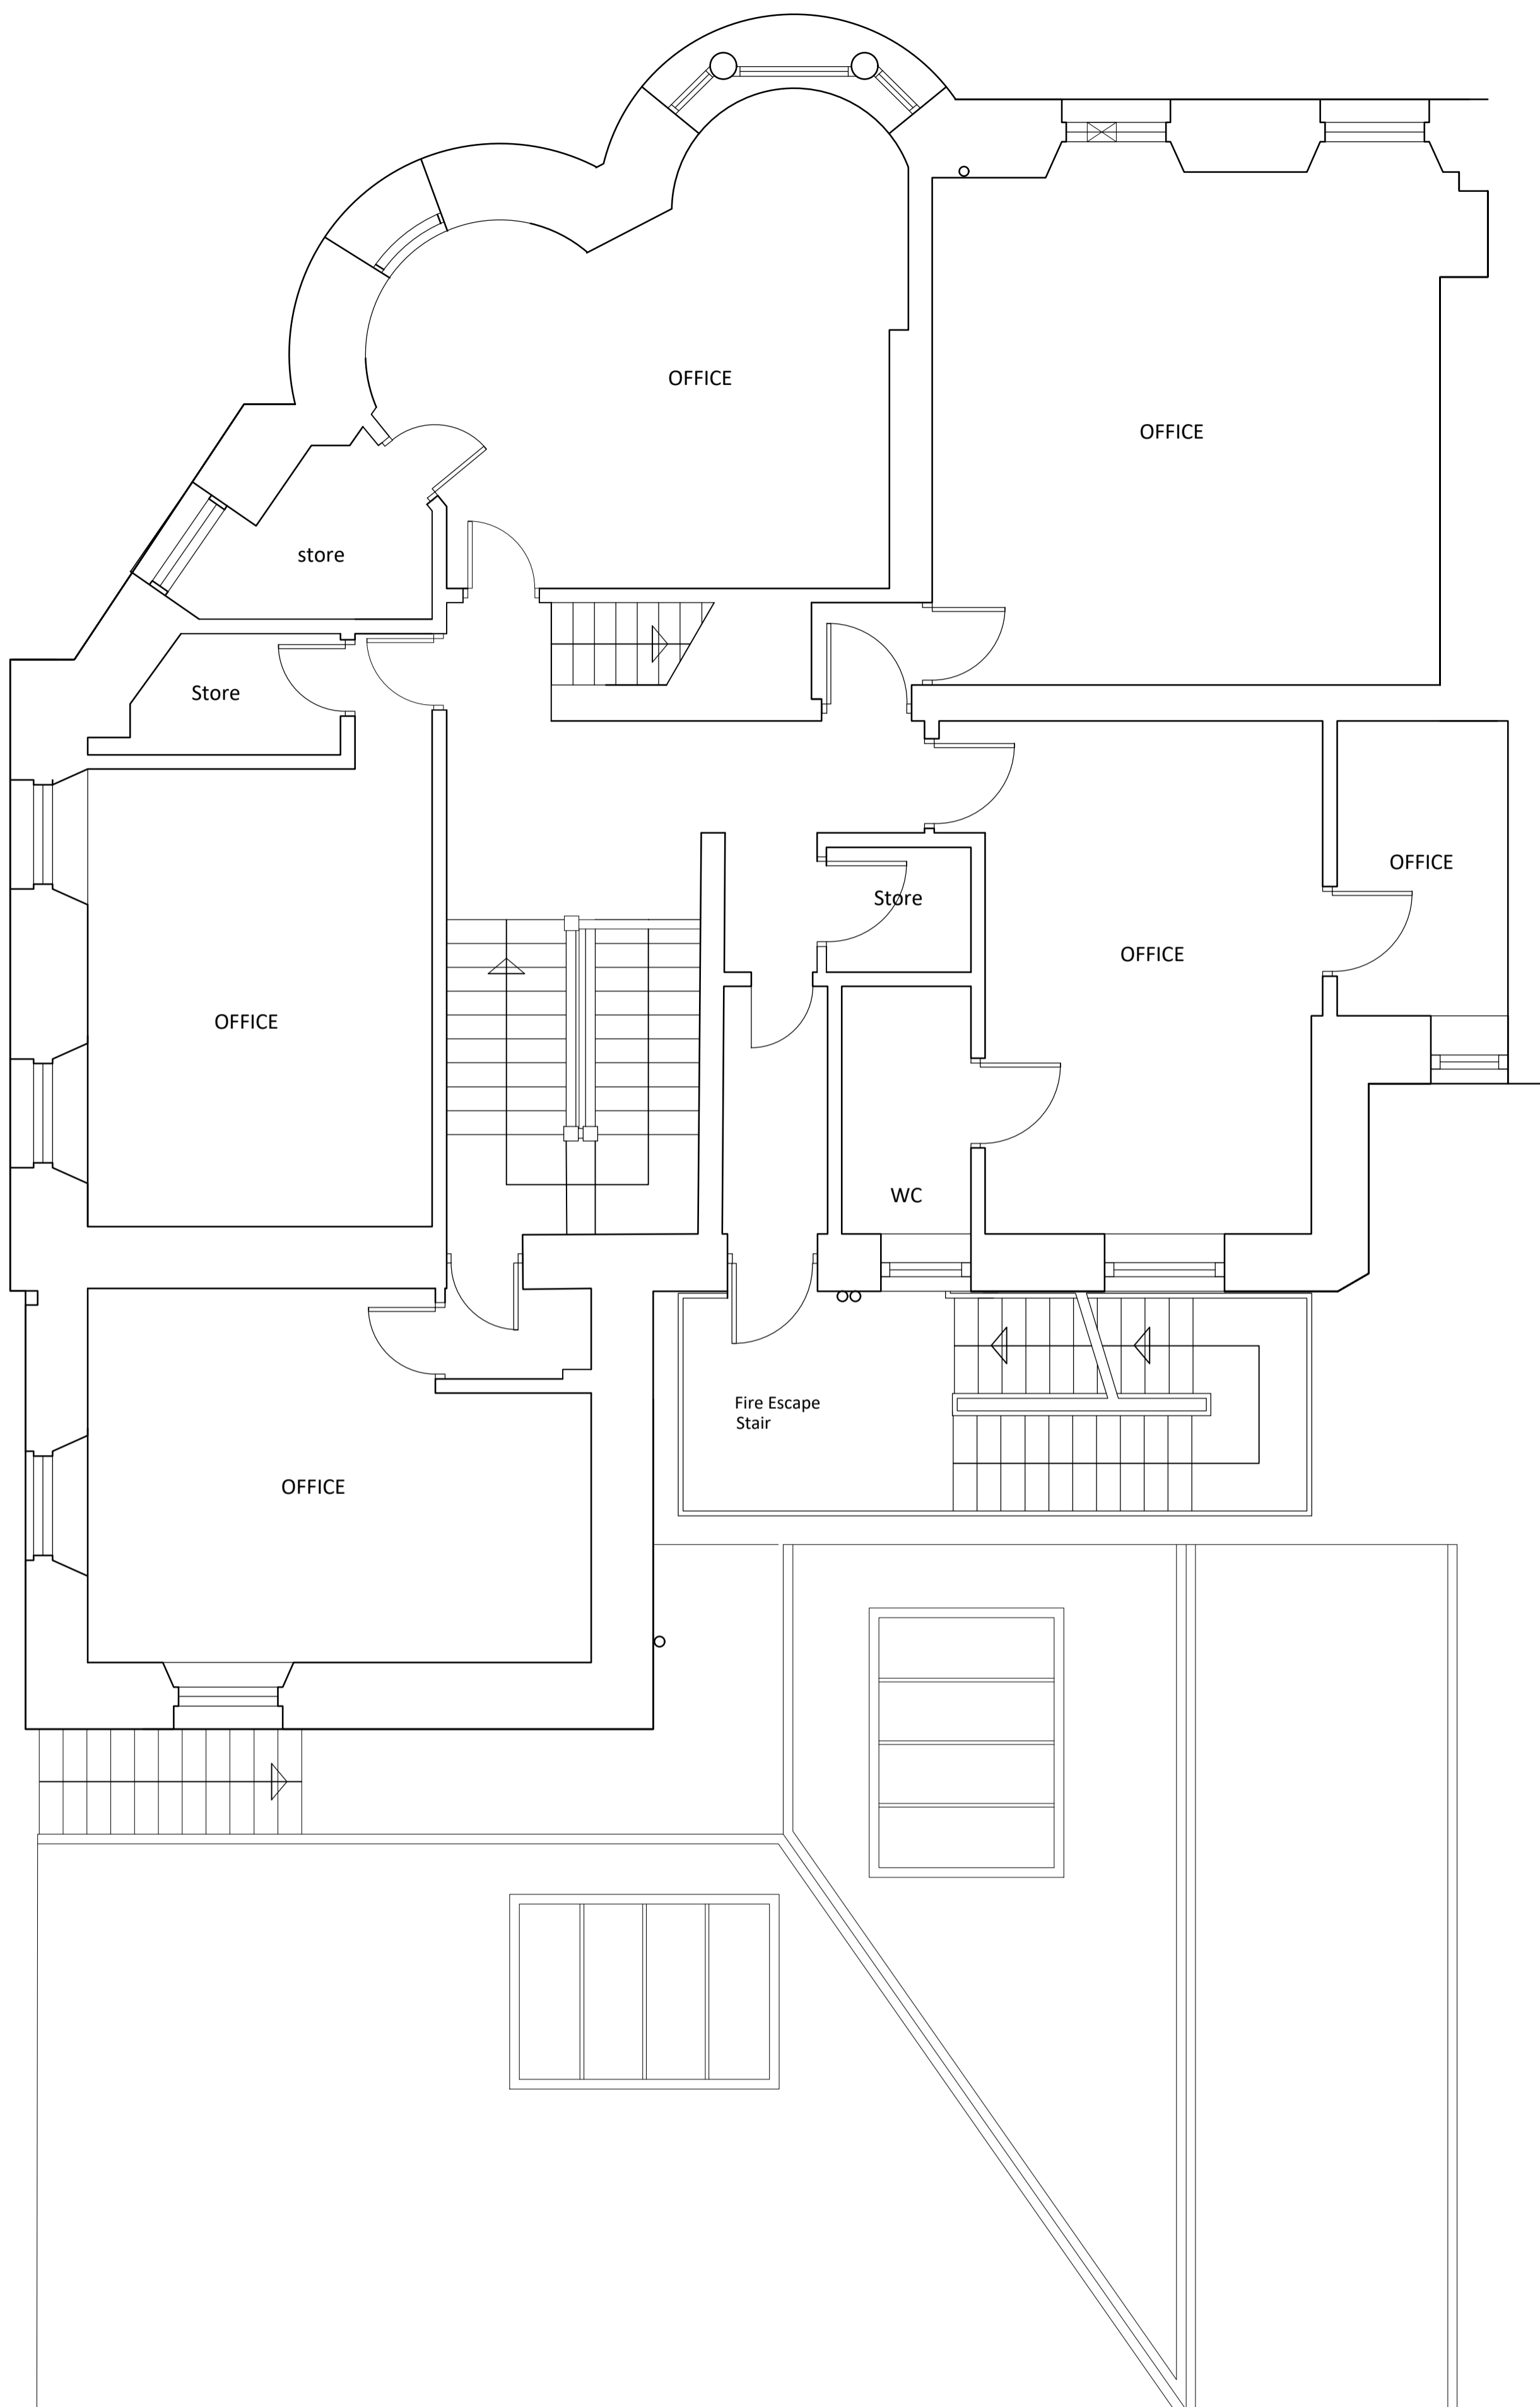 OFFICE
OFFICE
store
Store
OFFICE
Store
OFFICE
OFFICE
WC
Fire Escape
Stair
OFFICE